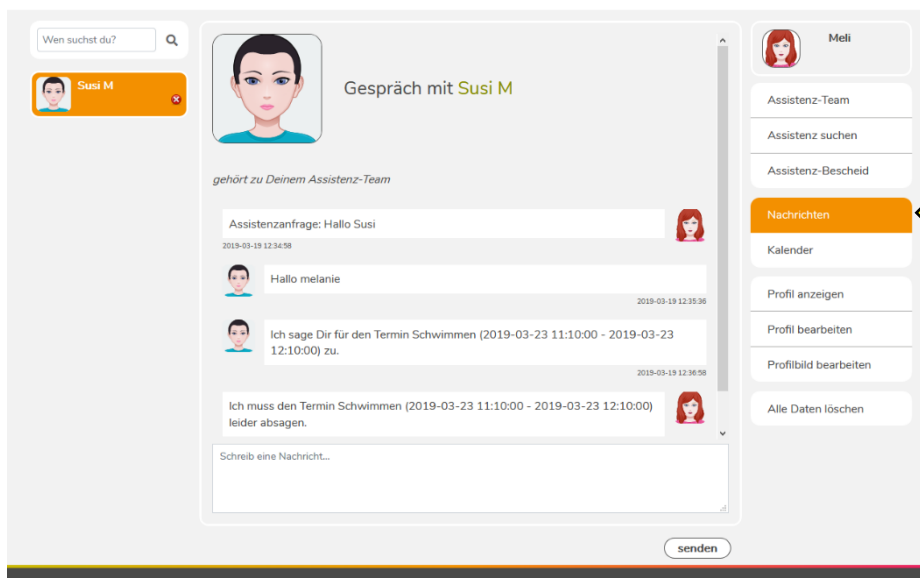 Wen suchst du?
Susi M
Gespräch mit Susi M
gehört zu Deinem Assistenz-Team
Assistenzanfrage: Hallo Susi
2019-03-19 12:34:58
Hallo melanie
2019-03-19 12:35:36
Ich sage Dir für den Termin Schwimmen (2019-03-23 11:10:00 - 2019-03-23
12:10:00) zu.
2019-03-19 12:36:58
Ich muss den Termin Schwimmen (2019-03-23 11:10:00 - 2019-03-23 12:10:00)
leider absagen.
Schreib eine Nachricht...
senden
Meli
Assistenz-Team
Assistenz suchen
Assistenz-Bescheid
Nachrichten
Kalender
Profil anzeigen
Profil bearbeiten
Profilbild bearbeiten
Alle Daten löschen